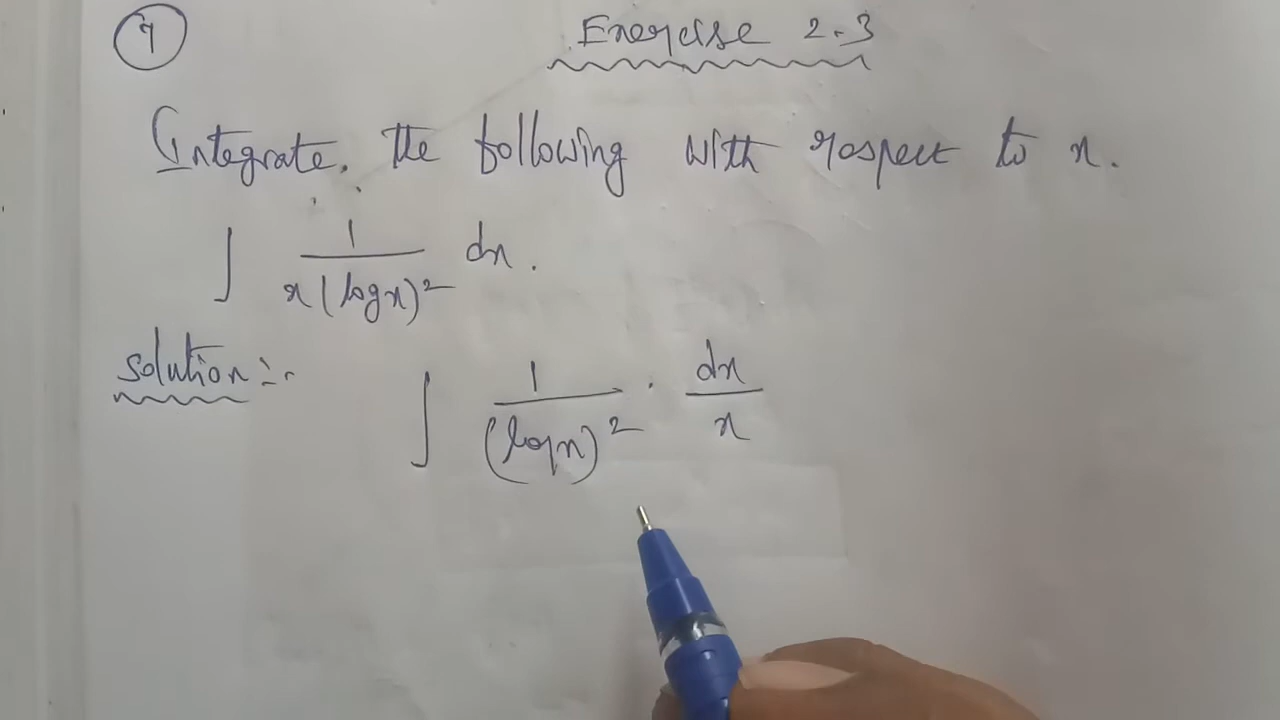 7
Exercise 2.3
Integrate, the following with respect to x.
∫ 1/(x(log x)²) dx.
Solution:-
∫ 1/(log x)² · dx/x